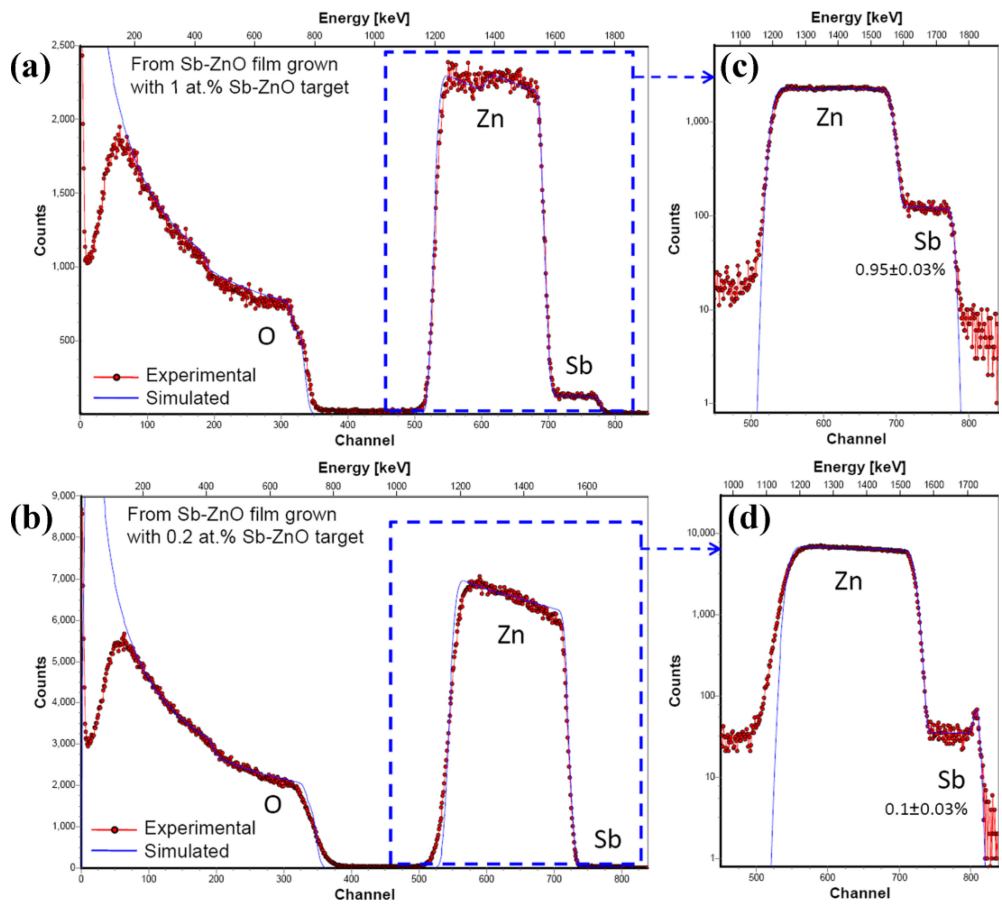 Energy [keV]
200 400 600 800 1000 1200 1400 1600 1800
(a)
From Sb-ZnO film grown
with 1 at.% Sb-ZnO target
2,500
2,000
1,500
1,000
500
Counts
Zn
O
Sb
Experimental
Simulated
0 100 200 300 400 500 600 700 800
Channel
Energy [keV]
1100 1200 1300 1400 1500 1600 1700 1800
(c)
1,000
100
10
1
Counts
Zn
Sb
0.95±0.03%
500 600 700 800
Channel
Energy [keV]
200 400 600 800 1000 1200 1400 1600
(b)
From Sb-ZnO film grown
with 0.2 at.% Sb-ZnO target
9,000
8,000
7,000
6,000
5,000
4,000
3,000
2,000
1,000
0
Counts
Zn
O
Sb
Experimental
Simulated
0 100 200 300 400 500 600 700 800
Channel
Energy [keV]
1000 1100 1200 1300 1400 1500 1600 1700
(d)
10,000
1,000
100
10
1
Counts
Zn
Sb
0.1±0.03%
500 600 700 800
Channel